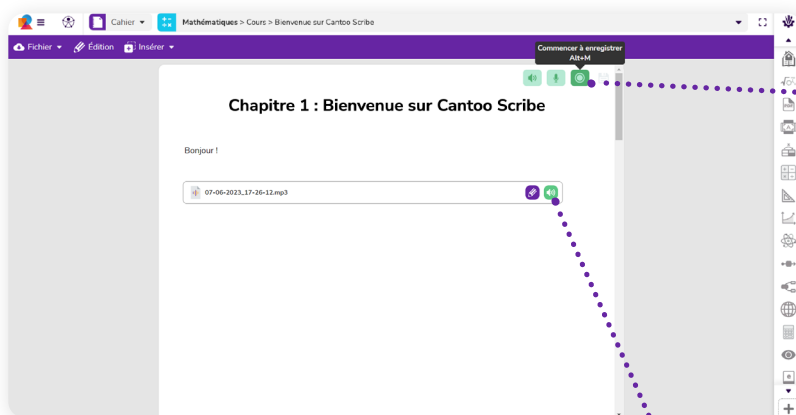 Cahier
Mathématiques > Cours > Bienvenue sur Cantoo Scribe
Fichier Édition Insérer
Commencer à enregistrer
Alt+M
Chapitre 1 : Bienvenue sur Cantoo Scribe
Bonjour !
07-06-2023_17-26-12.mp3